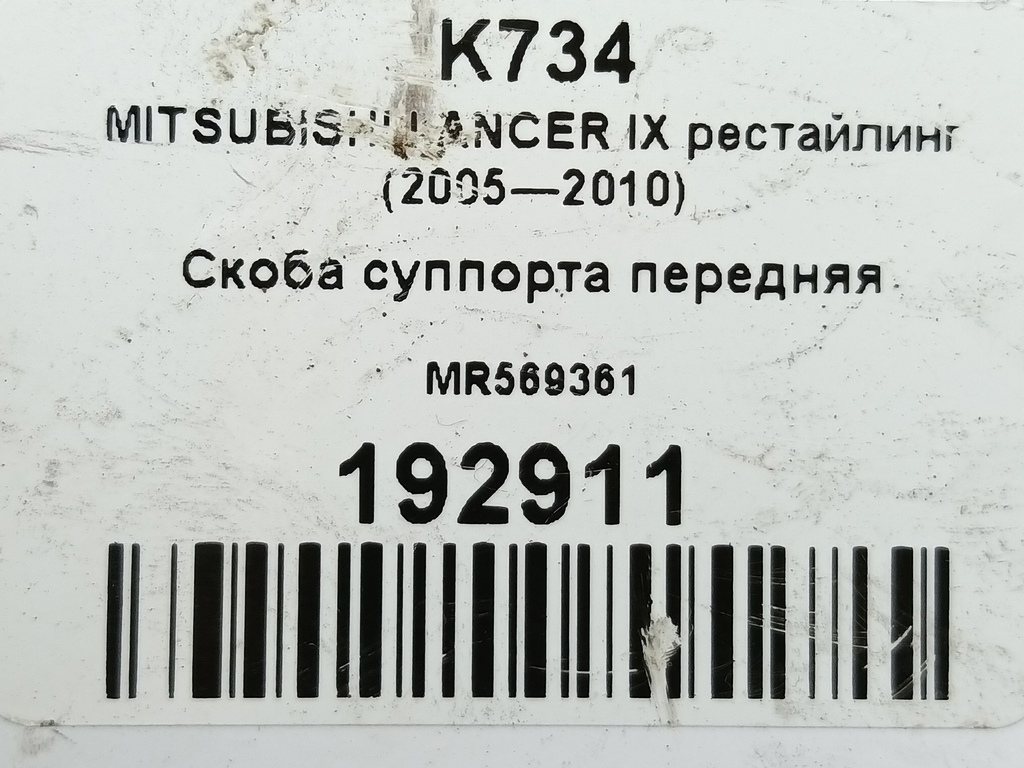 K734
MITSUBISHI LANCER IX рестайлинг
(2005—2010)
Скоба суппорта передняя
MR569361
192911